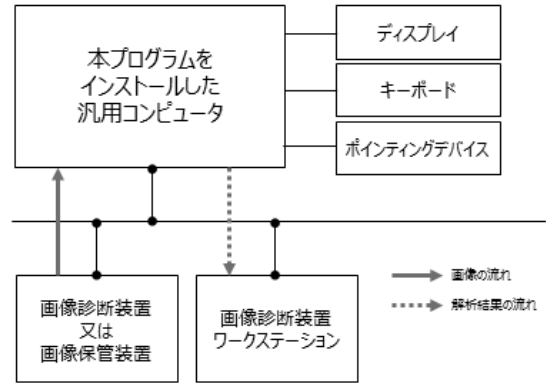 本プログラムを
インストールした
汎用コンピュータ
ディスプレイ
キーボード
ポインティングデバイス
画像診断装置
又は
画像保管装置
画像診断装置
ワークステーション
画像の流れ
解析結果の流れ